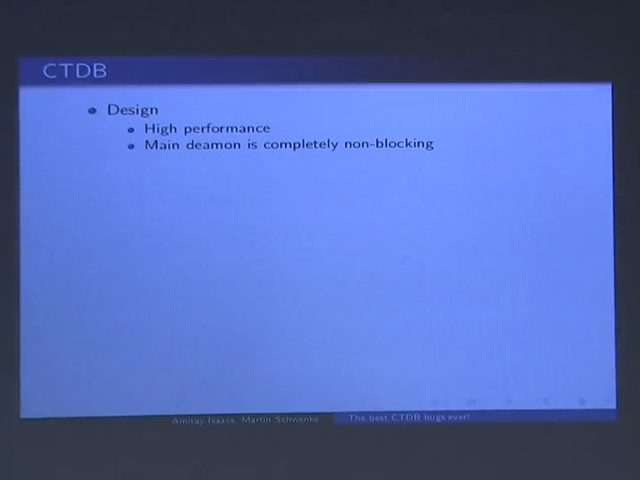 CTDB
Design
High performance
Main deamon is completely non-blocking
Amitay Isaacs, Martin Schwenke
The best CTDB bugs ever!